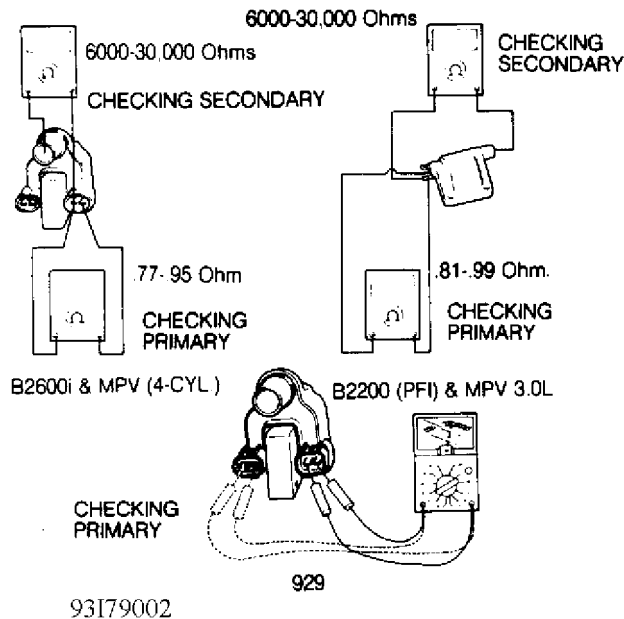 6000-30,000 Ohms
CHECKING SECONDARY
.77-.95 Ohm
CHECKING
PRIMARY
B2600i & MPV (4-CYL.)
6000-30,000 Ohms
CHECKING
SECONDARY
.81-.99 Ohm.
CHECKING
PRIMARY
B2200 (PFI) & MPV 3.0L
CHECKING
PRIMARY
929
93I79002